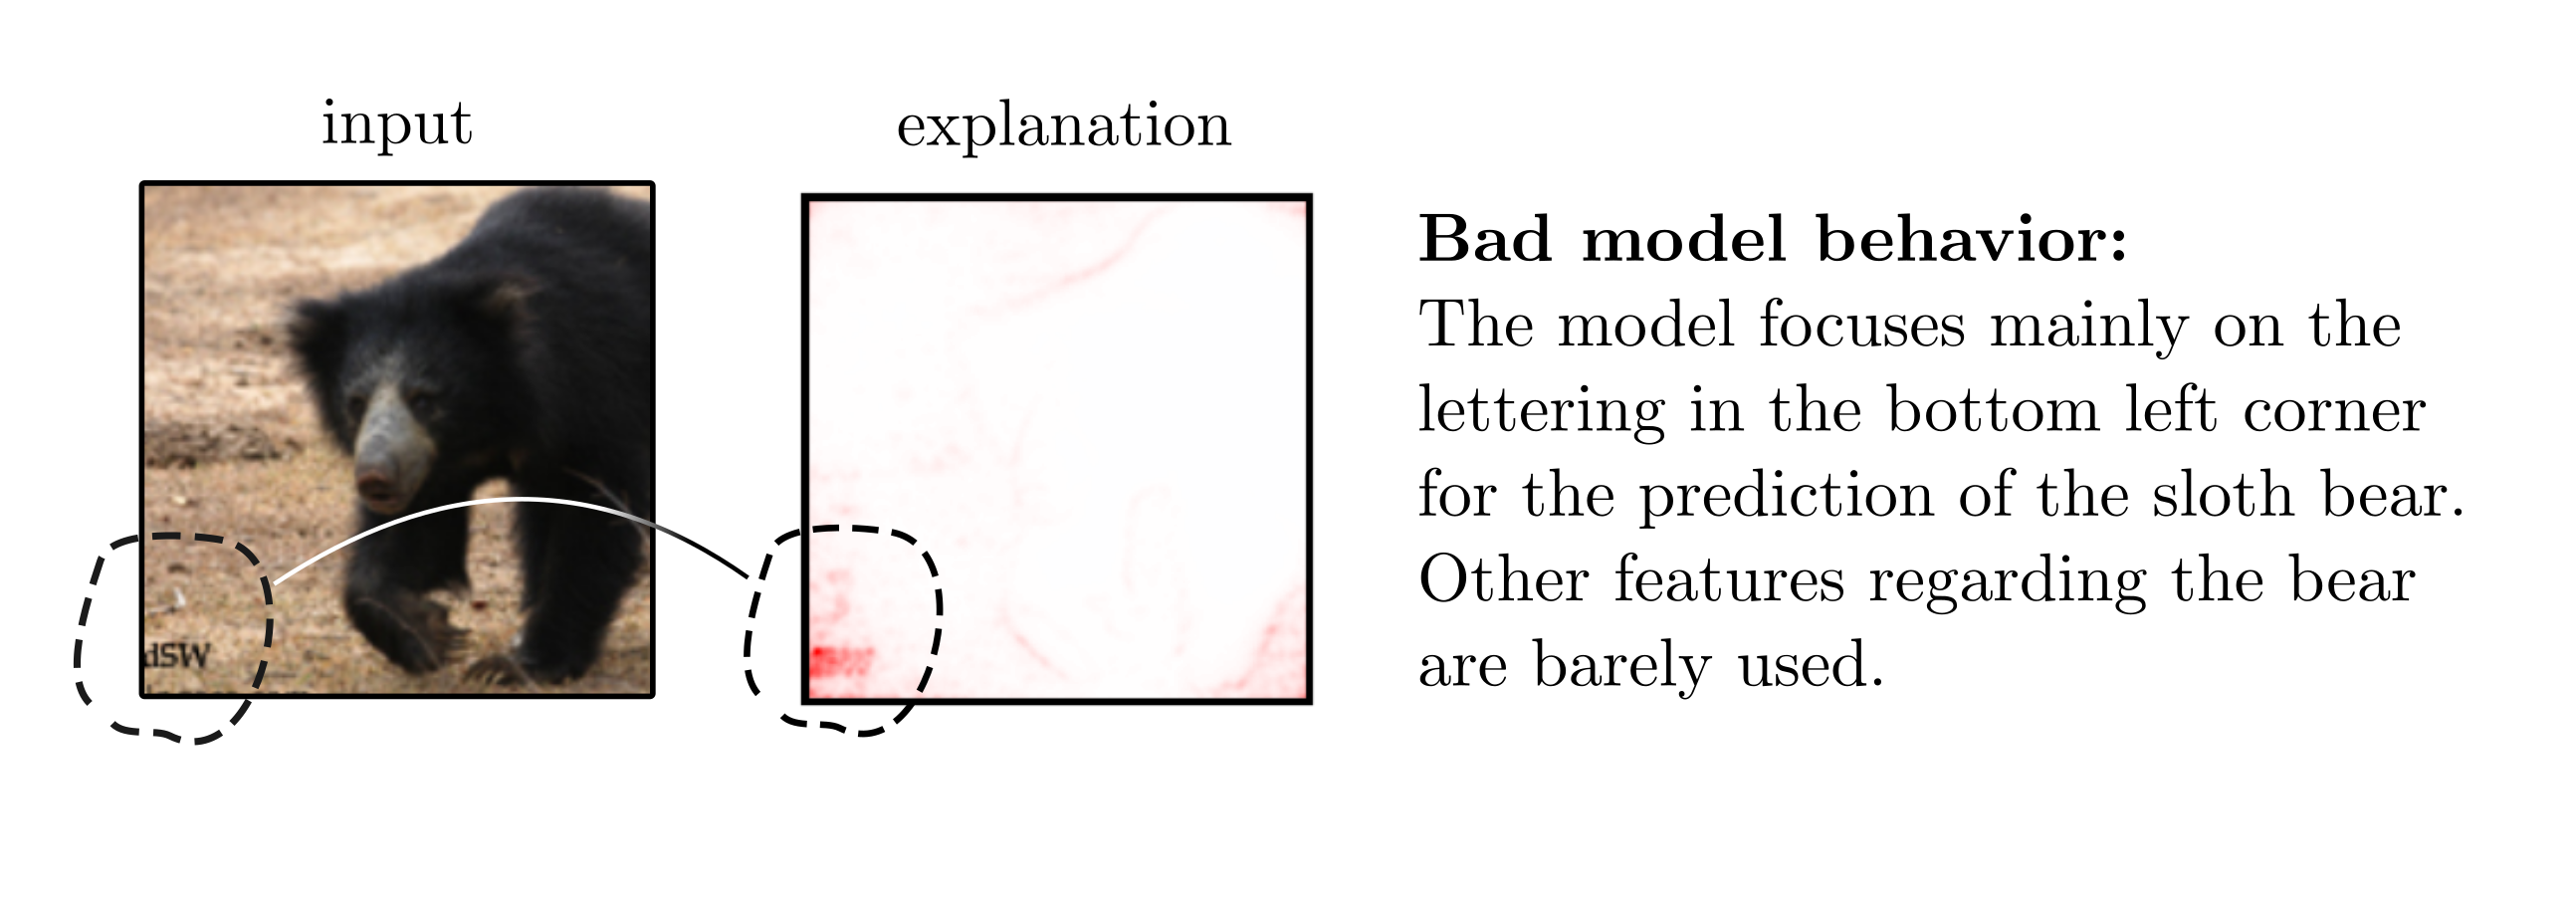 input
explanation
dSW
Bad model behavior:
The model focuses mainly on the
lettering in the bottom left corner
for the prediction of the sloth bear.
Other features regarding the bear
are barely used.